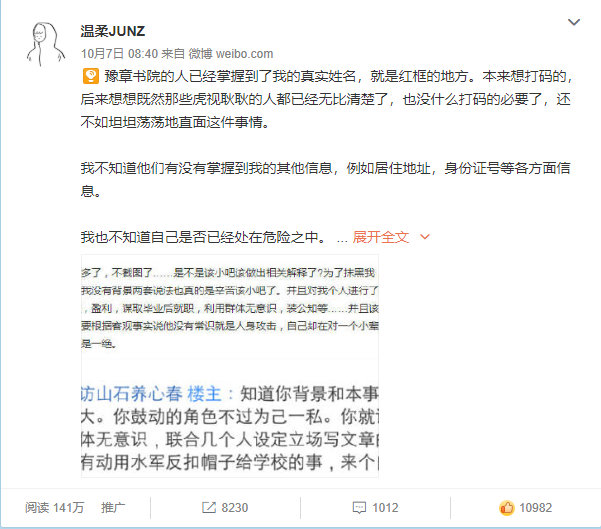 温柔JUNZ
10月7日 08:40 来自 微博 weibo.com
豫章书院的人已经掌握到了我的真实姓名，就是红框的地方。本来想打码的，
后来想想既然那些虎视眈眈的人都已经无比清楚了，也没什么打码的必要了，还
不如坦坦荡荡地直面这件事情。
我不知道他们有没有掌握到我的其他信息，例如居住地址，身份证号等各方面信
息。
我也不知道自己是否已经处在危险之中。 ... 展开全文
多了，不截图了……是不是该小吧该做出相关解释了?为了抹黑我
我没有背景两套说法也真的是辛苦该小吧了。并且对我个人进行了
，盈利，谋取毕业后就职，利用群体无意识，装公知等……并且该
要根据客观事实说他没有常识就是人身攻击，自己却在对一个小辈
是一绝。
访山石养心春 楼主：知道你背景和本事
大。你鼓动的角色不过为己一私。你就
体无意识，联合几个人设定立场写文章
有动用水军反扣帽子给学校的事，来个
阅读 141万 推广 8230 1012 10982